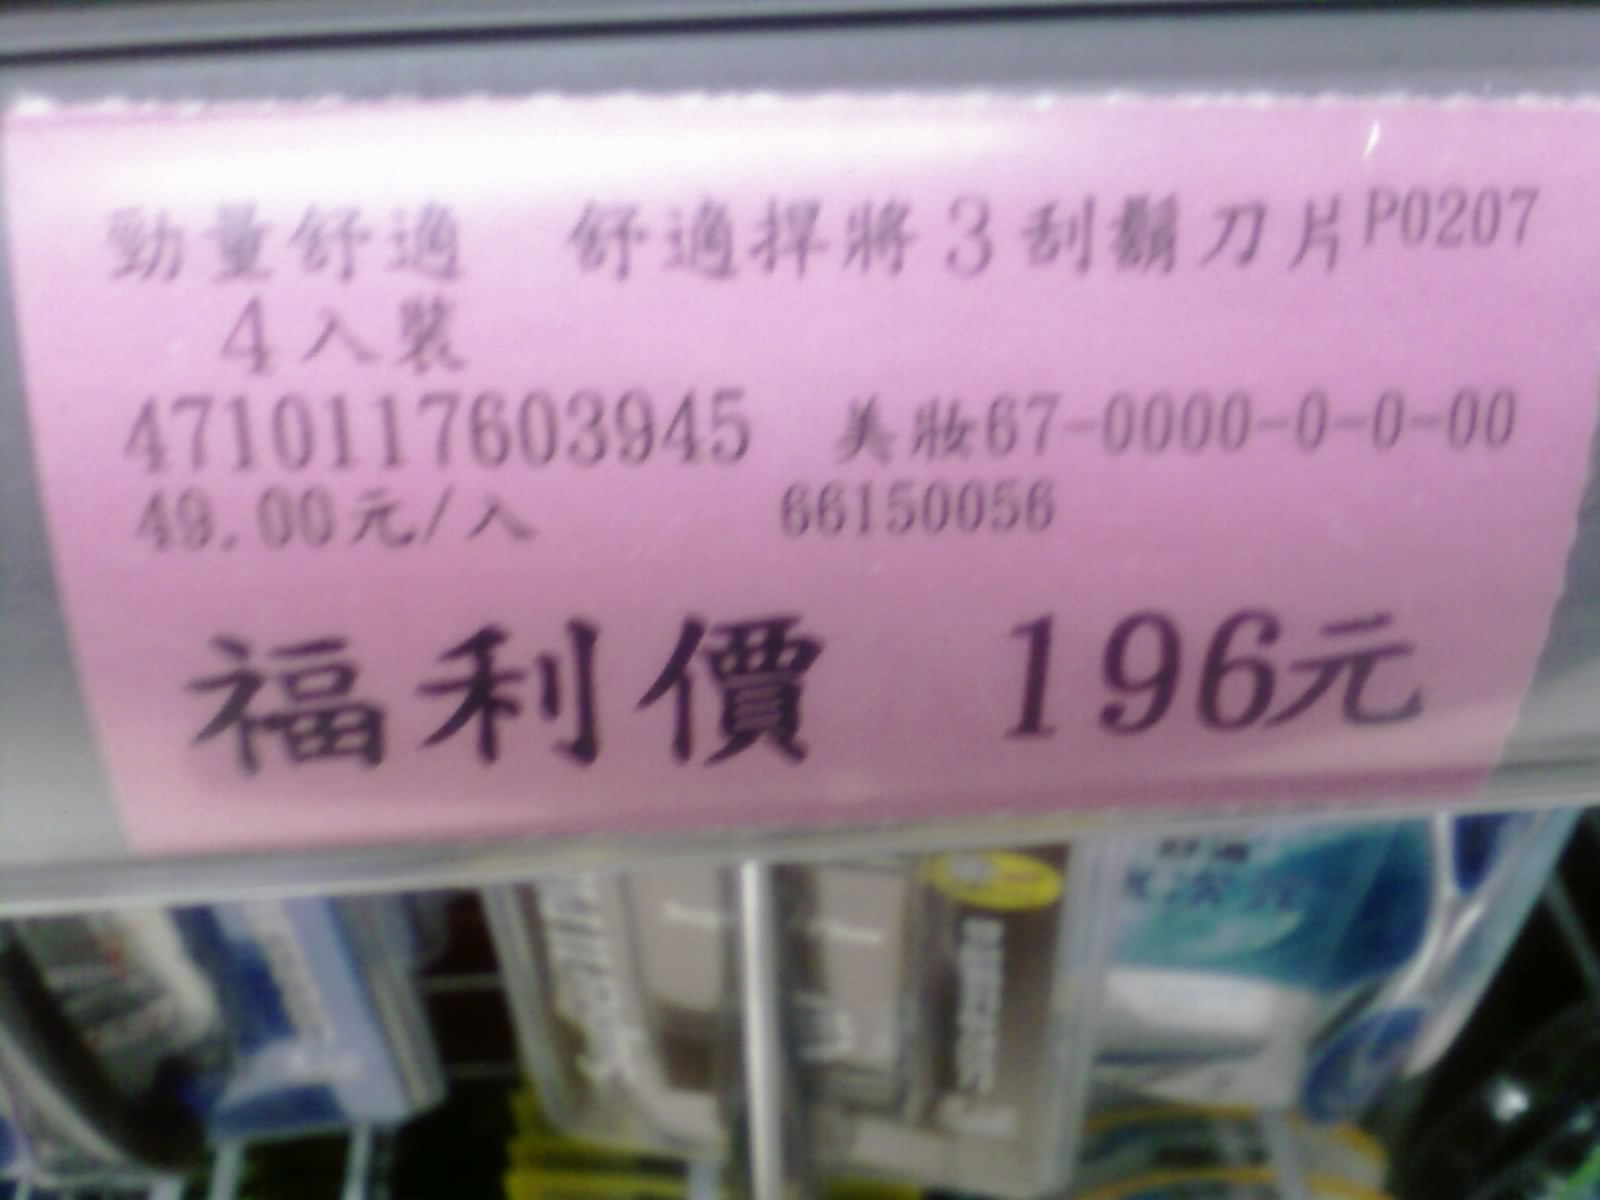 勁量舒適 舒適捍將3刮鬍刀片P0207
4入裝
4710117603945 美妝67-0000-0-0-00
49.00元/入 66150056
福利價 196元